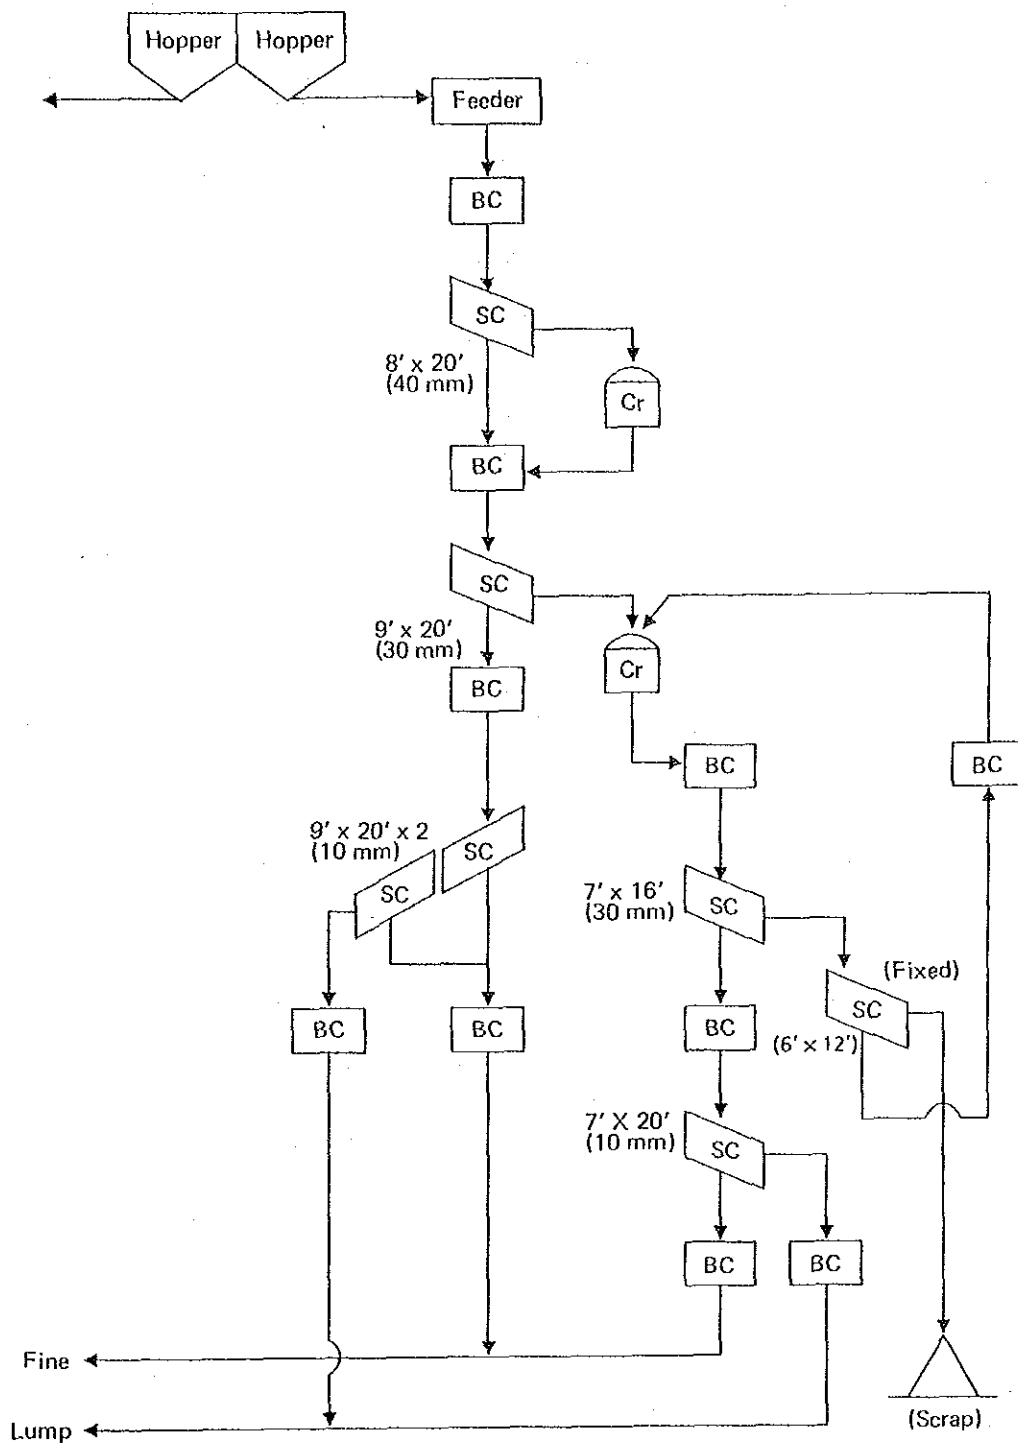 Hopper Hopper
Feeder
BC
SC
8' x 20'
(40 mm)
Cr
BC
SC
9' x 20'
(30 mm)
Cr
BC
BC
BC
9' x 20' x 2
(10 mm)
SC
SC
7' x 16'
(30 mm)
SC
(Fixed)
SC
(6' x 12')
BC
BC
BC
7' X 20'
(10 mm)
SC
BC
BC
Fine
Lump
(Scrap)